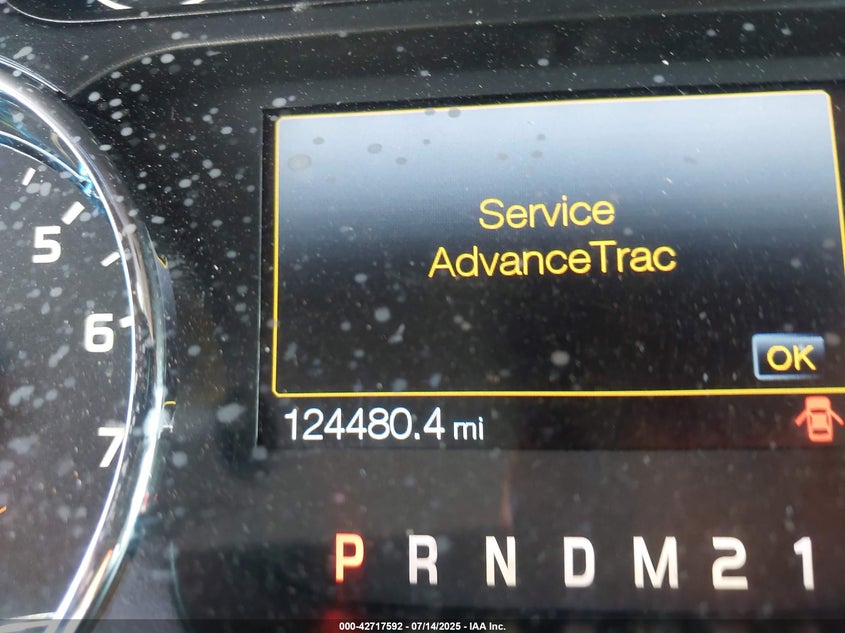 5
6
7
Service
AdvanceTrac
OK
124480.4 mi
P R N D M 2 1
000-42717592 - 07/14/2025 - IAA Inc.